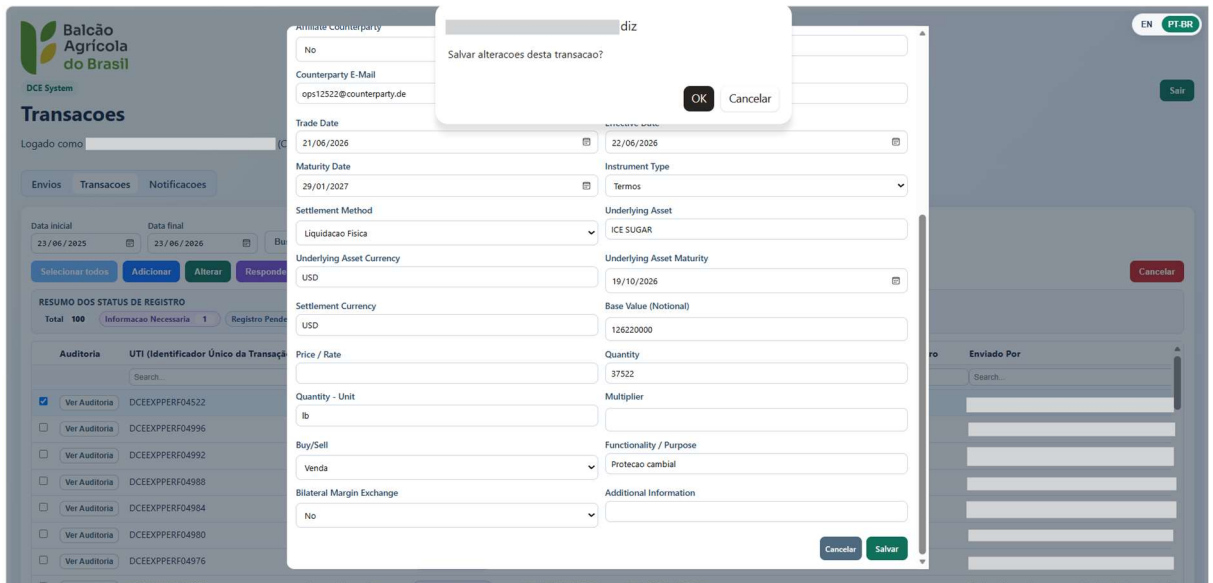 Balcão
Agrícola
do Brasil
EN PT-BR
DCE System
Sair
Transacoes
Logado como
Envios Transacoes Notificacoes
Data inicial Data final
23/06/2025 23/06/2026
Selecionar todos Adicionar Alterar Cancelar
RESUMO DOS STATUS DE REGISTRO
Total 100 Informacao Necessaria 1
Auditoria Enviado Por
Search... Search...
Ver Auditoria DCEEXPPERF04522
Ver Auditoria DCEEXPPERF04996
Ver Auditoria DCEEXPPERF04992
Ver Auditoria DCEEXPPERF04988
Ver Auditoria DCEEXPPERF04984
Ver Auditoria DCEEXPPERF04980
Ver Auditoria DCEEXPPERF04976
diz
Salvar alteracoes desta transacao?
OK Cancelar
Affiliate Counterparty
No
Counterparty E-Mail
ops12522@counterparty.de
Trade Date Effective Date
21/06/2026 22/06/2026
Maturity Date Instrument Type
29/01/2027 Termos
Settlement Method Underlying Asset
Liquidacao Fisica ICE SUGAR
Underlying Asset Currency Underlying Asset Maturity
USD 19/10/2026
Settlement Currency Base Value (Notional)
USD 126220000
Price / Rate Quantity
37522
Quantity - Unit Multiplier
lb
Buy/Sell Functionality / Purpose
Venda Protecao cambial
Bilateral Margin Exchange Additional Information
No
Cancelar Salvar